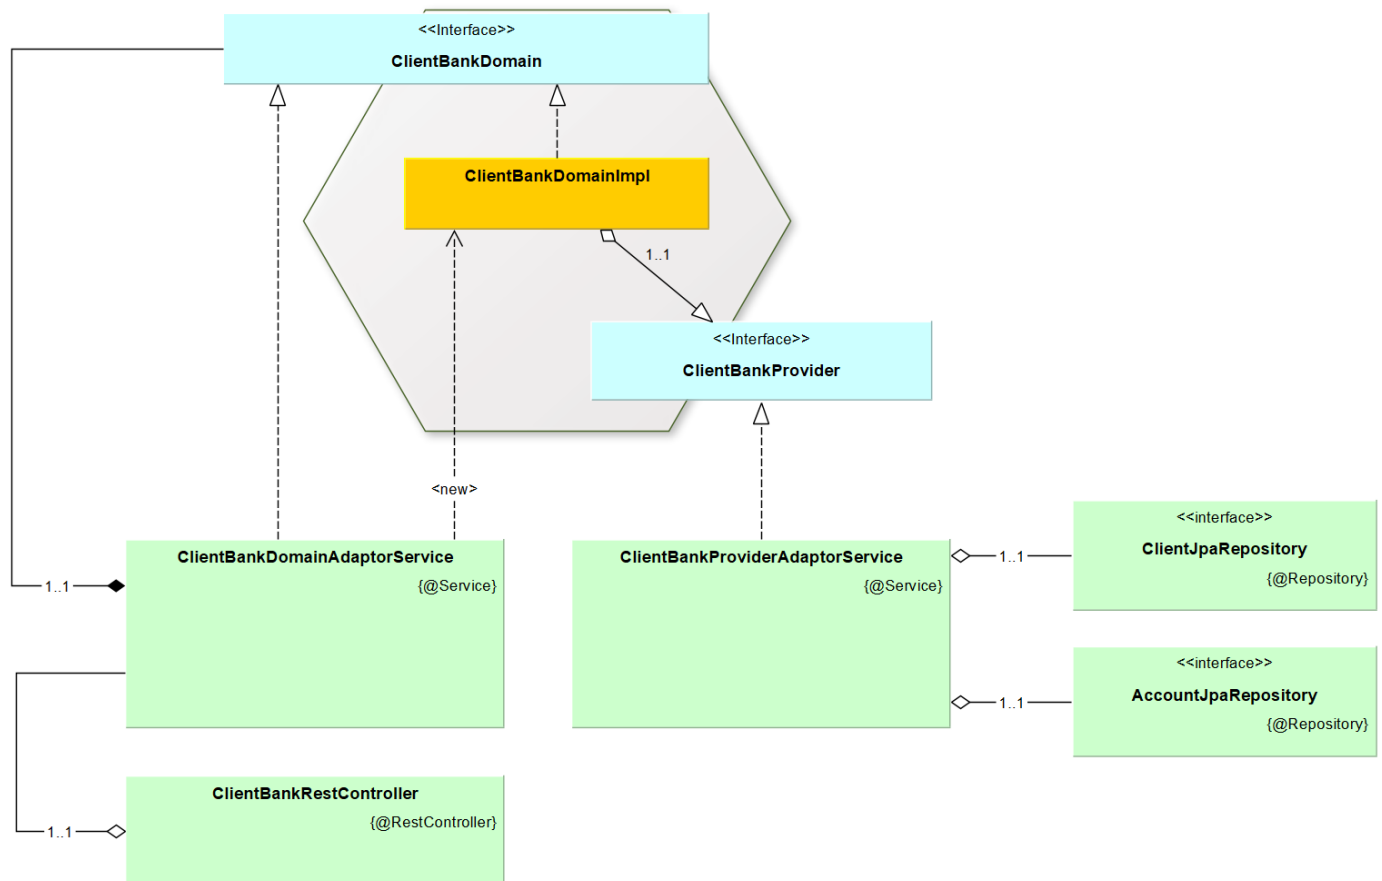 <<Interface>>
ClientBankDomain
ClientBankDomainImpl
1..1
<<Interface>>
ClientBankProvider
<new>
ClientBankDomainAdaptorService
{@Service}
1..1
ClientBankProviderAdaptorService
{@Service}
1..1
<<interface>>
ClientJpaRepository
{@Repository}
1..1
<<interface>>
AccountJpaRepository
{@Repository}
ClientBankRestController
{@RestController}
1..1